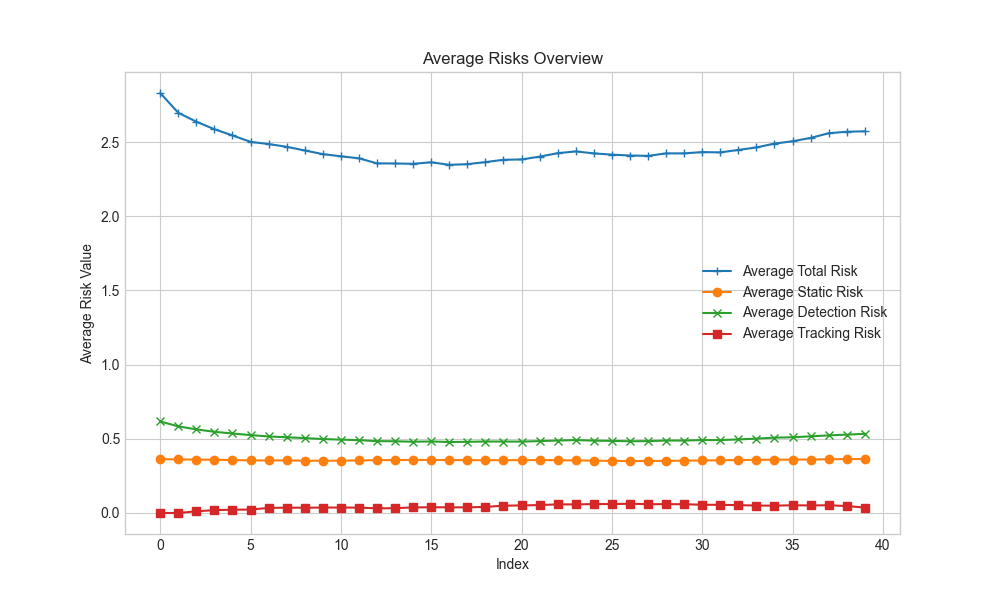 Average Risks Overview
Average Risk Value
2.5
2.0
1.5
1.0
0.5
0.0
Average Total Risk
Average Static Risk
Average Detection Risk
Average Tracking Risk
0 5 10 15 20 25 30 35 40
Index